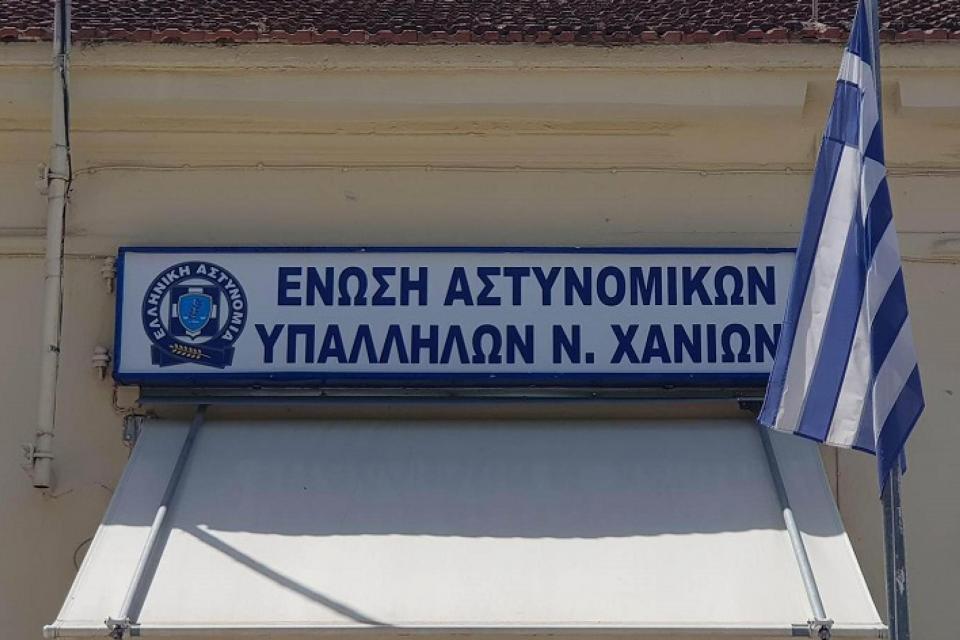 ΕΛΛΗΝΙΚΗ ΑΣΤΥΝΟΜΙΑ
ΕΝΩΣΗ ΑΣΤΥΝΟΜΙΚΩΝ
ΥΠΑΛΛΗΛΩΝ Ν. ΧΑΝΙΩΝ